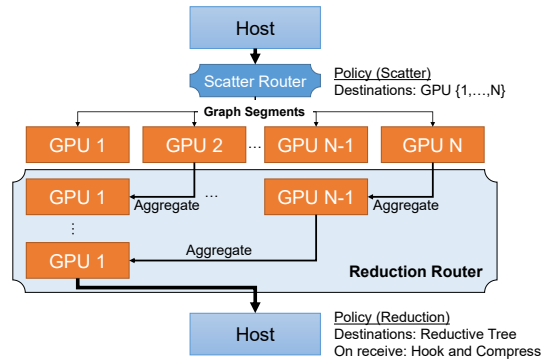 Host
Scatter Router
Policy (Scatter)
Destinations: GPU {1,…,N}
Graph Segments
GPU 1
GPU 2
...
GPU N-1
GPU N
GPU 1
Aggregate
...
GPU N-1
Aggregate
...
GPU 1
Aggregate
Reduction Router
Host
Policy (Reduction)
Destinations: Reductive Tree
On receive: Hook and Compress